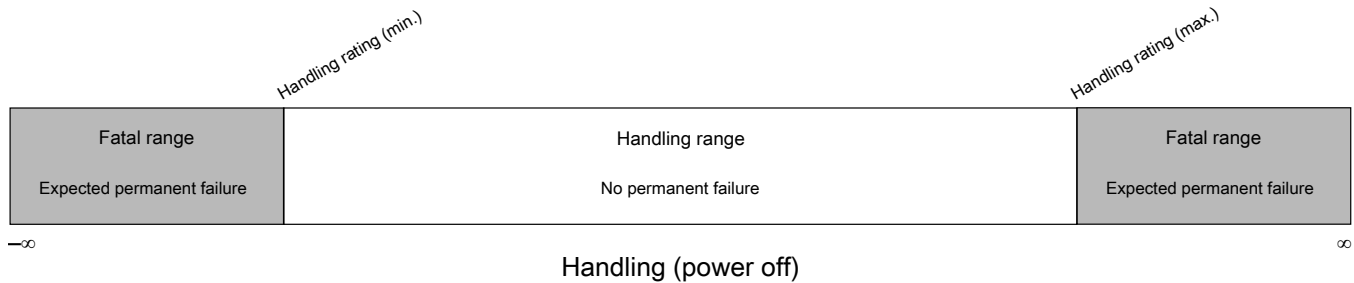 Handling rating (min.)
Handling rating (max.)
Fatal range
Handling range
Fatal range
Expected permanent failure
No permanent failure
Expected permanent failure
–∞
∞
Handling (power off)